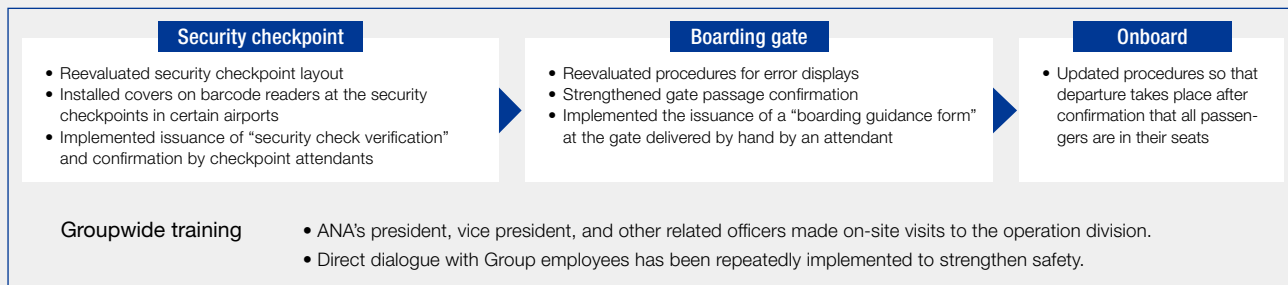 Security checkpoint
• Reevaluated security checkpoint layout
• Installed covers on barcode readers at the security
checkpoints in certain airports
• Implemented issuance of “security check verification”
and confirmation by checkpoint attendants
Boarding gate
• Reevaluated procedures for error displays
• Strengthened gate passage confirmation
• Implemented the issuance of a “boarding guidance form”
at the gate delivered by hand by an attendant
Onboard
• Updated procedures so that
departure takes place after
confirmation that all passen-
gers are in their seats
Groupwide training
• ANA’s president, vice president, and other related officers made on-site visits to the operation division.
• Direct dialogue with Group employees has been repeatedly implemented to strengthen safety.